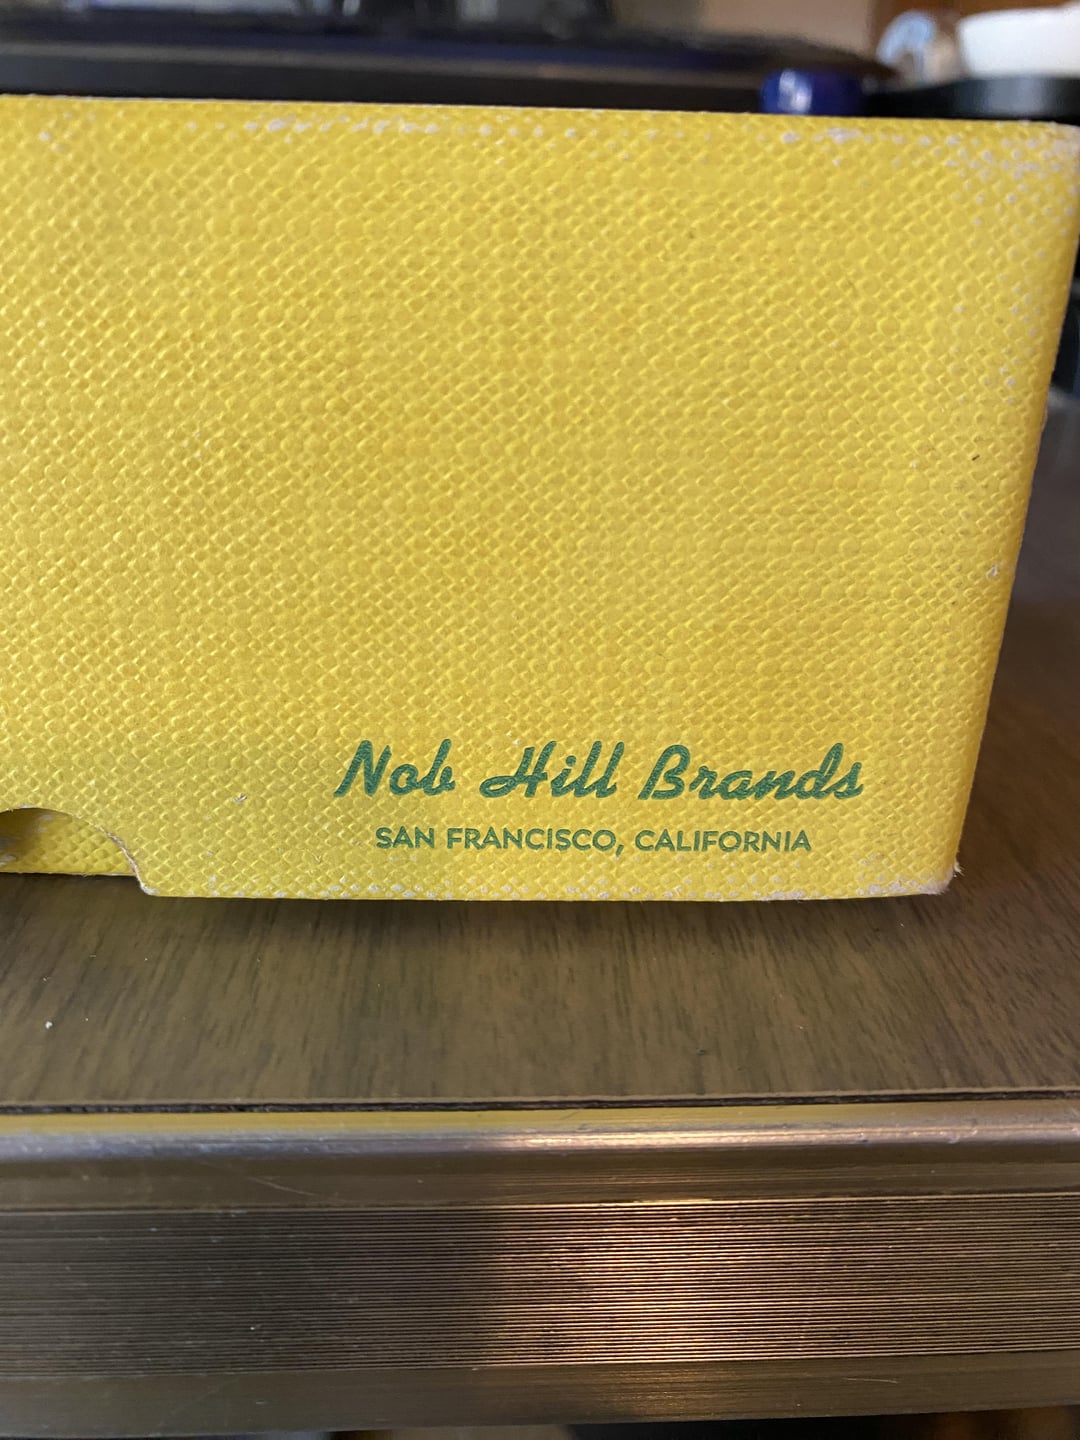 Nob Hill Brands
SAN FRANCISCO, CALIFORNIA